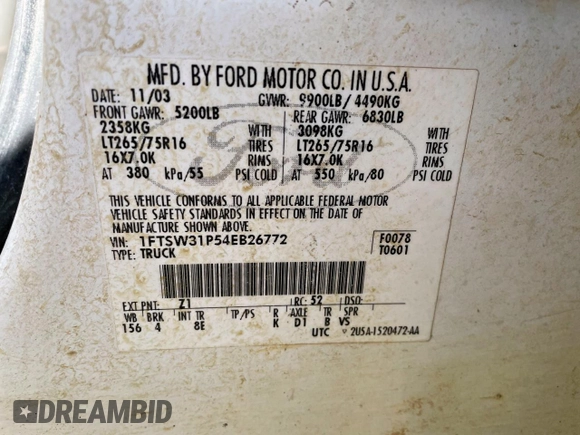 MFD. BY FORD MOTOR CO. IN U.S.A.
DATE: 11/03 GVWR: 9900LB/ 4490KG
FRONT GAWR: 5200LB REAR GAWR: 6830LB
2358KG WITH 3098KG WITH
LT265/75R16 TIRES LT265/75R16 TIRES
16X7.0K RIMS 16X7.0K RIMS
AT 380 kPa/55 PSI COLD AT 550 kPa/80 PSI COLD
Ford
THIS VEHICLE CONFORMS TO ALL APPLICABLE FEDERAL MOTOR
VEHICLE SAFETY STANDARDS IN EFFECT ON THE DATE OF
MANUFACTURE SHOWN ABOVE.
VIN: 1FTSW31P54EB26772 F0078
TYPE: TRUCK T0601
EXT PNT: Z1 RC: 52 DSO:
WB BRK INT TR TP/PS R AXLE TR SPR
156 4 8E K D1 B VS
UTC 2U5A-1520472-AA
DREAMBID